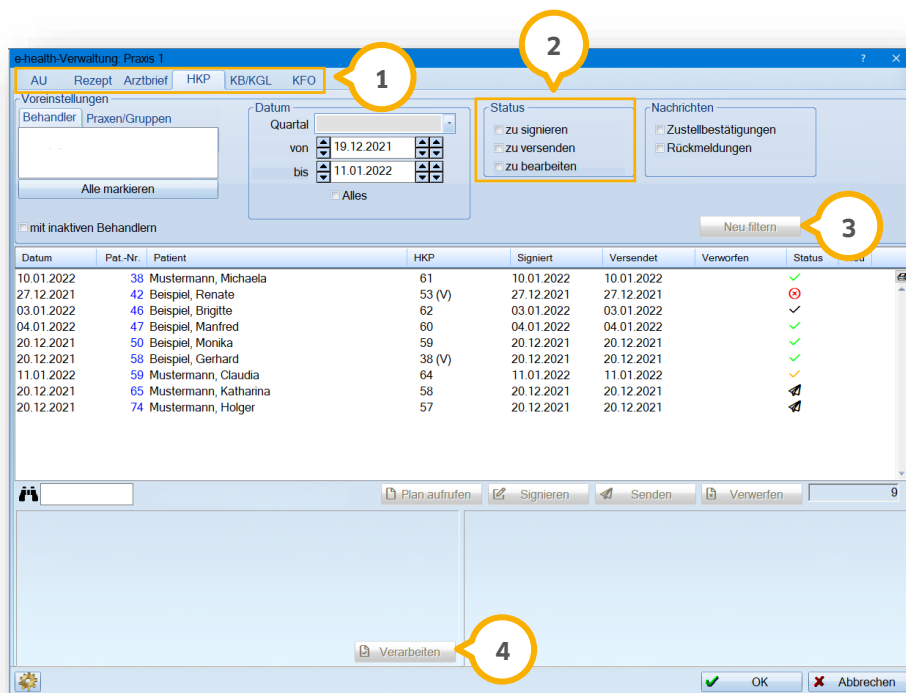 2
e-health-Verwaltung: Praxis 1 ? ×
1
AU Rezept Arztbrief HKP KB/KGL KFO
Voreinstellungen
Behandler Praxen/Gruppen
Alle markieren
mit inaktiven Behandlern
Datum
Quartal
von 19.12.2021
bis 11.01.2022
Alles
Status
zu signieren
zu versenden
zu bearbeiten
Nachrichten
Zustellbestätigungen
Rückmeldungen
Neu filtern
3
Datum Pat.-Nr. Patient HKP Signiert Versendet Verworfen Status
10.01.2022 38 Mustermann, Michaela 61 10.01.2022 10.01.2022
27.12.2021 42 Beispiel, Renate 53 (V) 27.12.2021 27.12.2021
03.01.2022 46 Beispiel, Brigitte 62 03.01.2022 03.01.2022
04.01.2022 47 Beispiel, Manfred 60 04.01.2022 04.01.2022
20.12.2021 50 Beispiel, Monika 59 20.12.2021 20.12.2021
20.12.2021 58 Beispiel, Gerhard 38 (V) 20.12.2021 20.12.2021
11.01.2022 59 Mustermann, Claudia 64 11.01.2022 11.01.2022
20.12.2021 65 Mustermann, Katharina 58 20.12.2021 20.12.2021
20.12.2021 74 Mustermann, Holger 57 20.12.2021 20.12.2021
Plan aufrufen Signieren Senden Verwerfen 9
Verarbeiten
4
OK Abbrechen